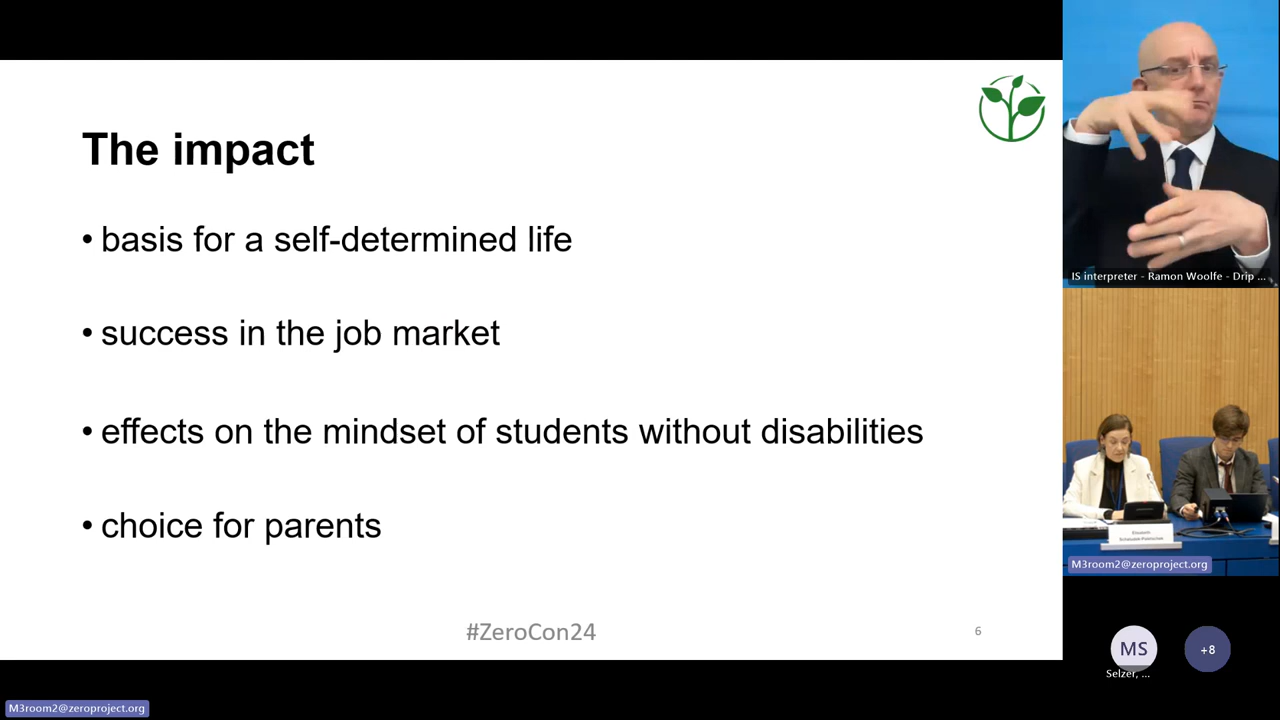 The impact
• basis for a self-determined life
• success in the job market
• effects on the mindset of students without disabilities
• choice for parents
#ZeroCon24
6
IS interpreter - Ramon Woolfe - Drip ...
M3room2@zeroproject.org
MS
+8
Selzer, ...
M3room2@zeroproject.org